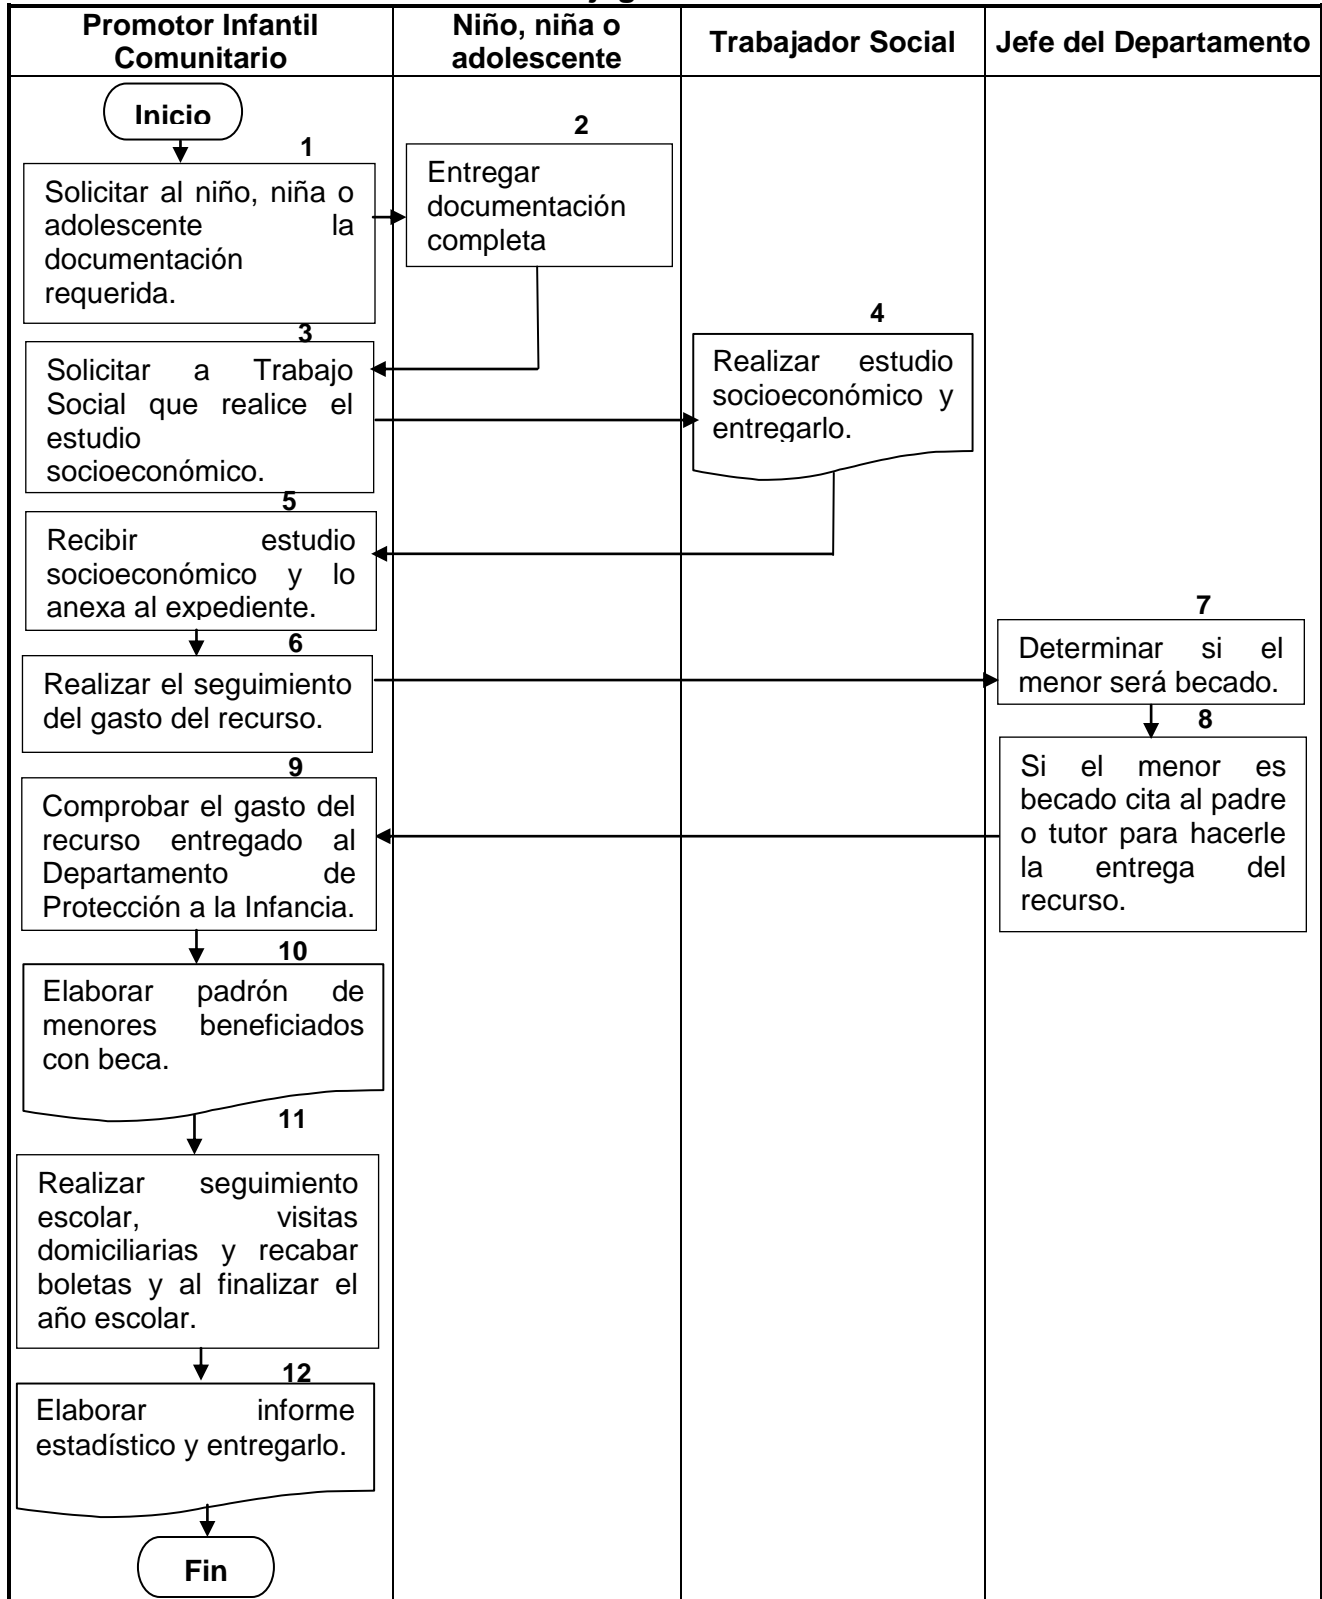 Promotor Infantil
Comunitario
Niño, niña o
adolescente
Trabajador Social
Jefe del Departamento
Inicio
1
Solicitar al niño, niña o
adolescente la
documentación
requerida.
2
Entregar
documentación
completa
3
Solicitar a Trabajo
Social que realice el
estudio
socioeconómico.
4
Realizar estudio
socioeconómico y
entregarlo.
5
Recibir estudio
socioeconómico y lo
anexa al expediente.
6
Realizar el seguimiento
del gasto del recurso.
7
Determinar si el
menor será becado.
8
Si el menor es
becado cita al padre
o tutor para hacerle
la entrega del
recurso.
9
Comprobar el gasto del
recurso entregado al
Departamento de
Protección a la Infancia.
10
Elaborar padrón de
menores beneficiados
con beca.
11
Realizar seguimiento
escolar, visitas
domiciliarias y recabar
boletas y al finalizar el
año escolar.
12
Elaborar informe
estadístico y entregarlo.
Fin